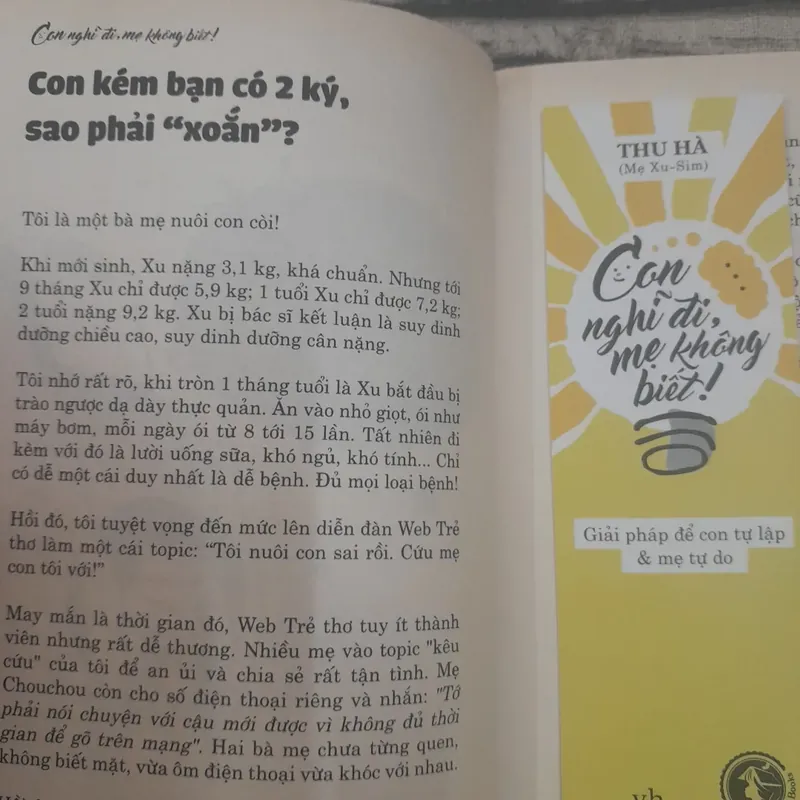 Con nghĩ đi, mẹ không biết!
Con kém bạn có 2 ký,
sao phải “xoắn”?
Tôi là một bà mẹ nuôi con còi!
Khi mới sinh, Xu nặng 3,1 kg, khá chuẩn. Nhưng tới
9 tháng Xu chỉ được 5,9 kg; 1 tuổi Xu chỉ được 7,2 kg;
2 tuổi nặng 9,2 kg. Xu bị bác sĩ kết luận là suy dinh
dưỡng chiều cao, suy dinh dưỡng cân nặng.
Tôi nhớ rất rõ, khi tròn 1 tháng tuổi là Xu bắt đầu bị
trào ngược dạ dày thực quản. Ăn vào nhỏ giọt, ói như
máy bơm, mỗi ngày ói từ 8 tới 15 lần. Tất nhiên đi
kèm với đó là lười uống sữa, khó ngủ, khó tính... Chỉ
có dễ một cái duy nhất là dễ bệnh. Đủ mọi loại bệnh!
Hồi đó, tôi tuyệt vọng đến mức lên diễn đàn Web Trẻ
thơ làm một cái topic: “Tôi nuôi con sai rồi. Cứu mẹ
con tôi với!”
May mắn là thời gian đó, Web Trẻ thơ tuy ít thành
viên nhưng rất dễ thương. Nhiều mẹ vào topic "kêu
cứu" của tôi để an ủi và chia sẻ rất tận tình. Mẹ
Chouchou còn cho số điện thoại riêng và nhắn: "Tớ
phải nói chuyện với cậu mới được vì không đủ thời
gian để gõ trên mạng". Hai bà mẹ chưa từng quen,
không biết mặt, vừa ôm điện thoại vừa khóc với nhau.
THU HÀ
(Mẹ Xu-Sim)
Con
nghĩ đi,
mẹ không
biết!
Giải pháp để con tự lập
& mẹ tự do
Books